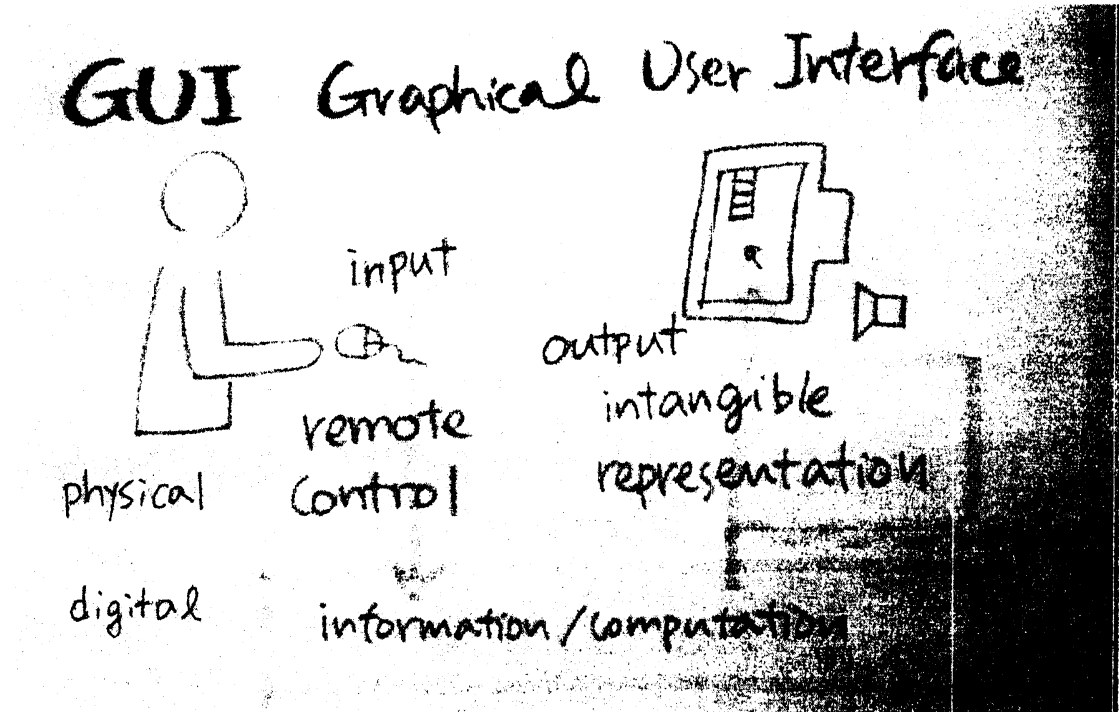 GUI Graphical User Interface
input
output
remote
control
intangible
representation
physical
digital
information/computation